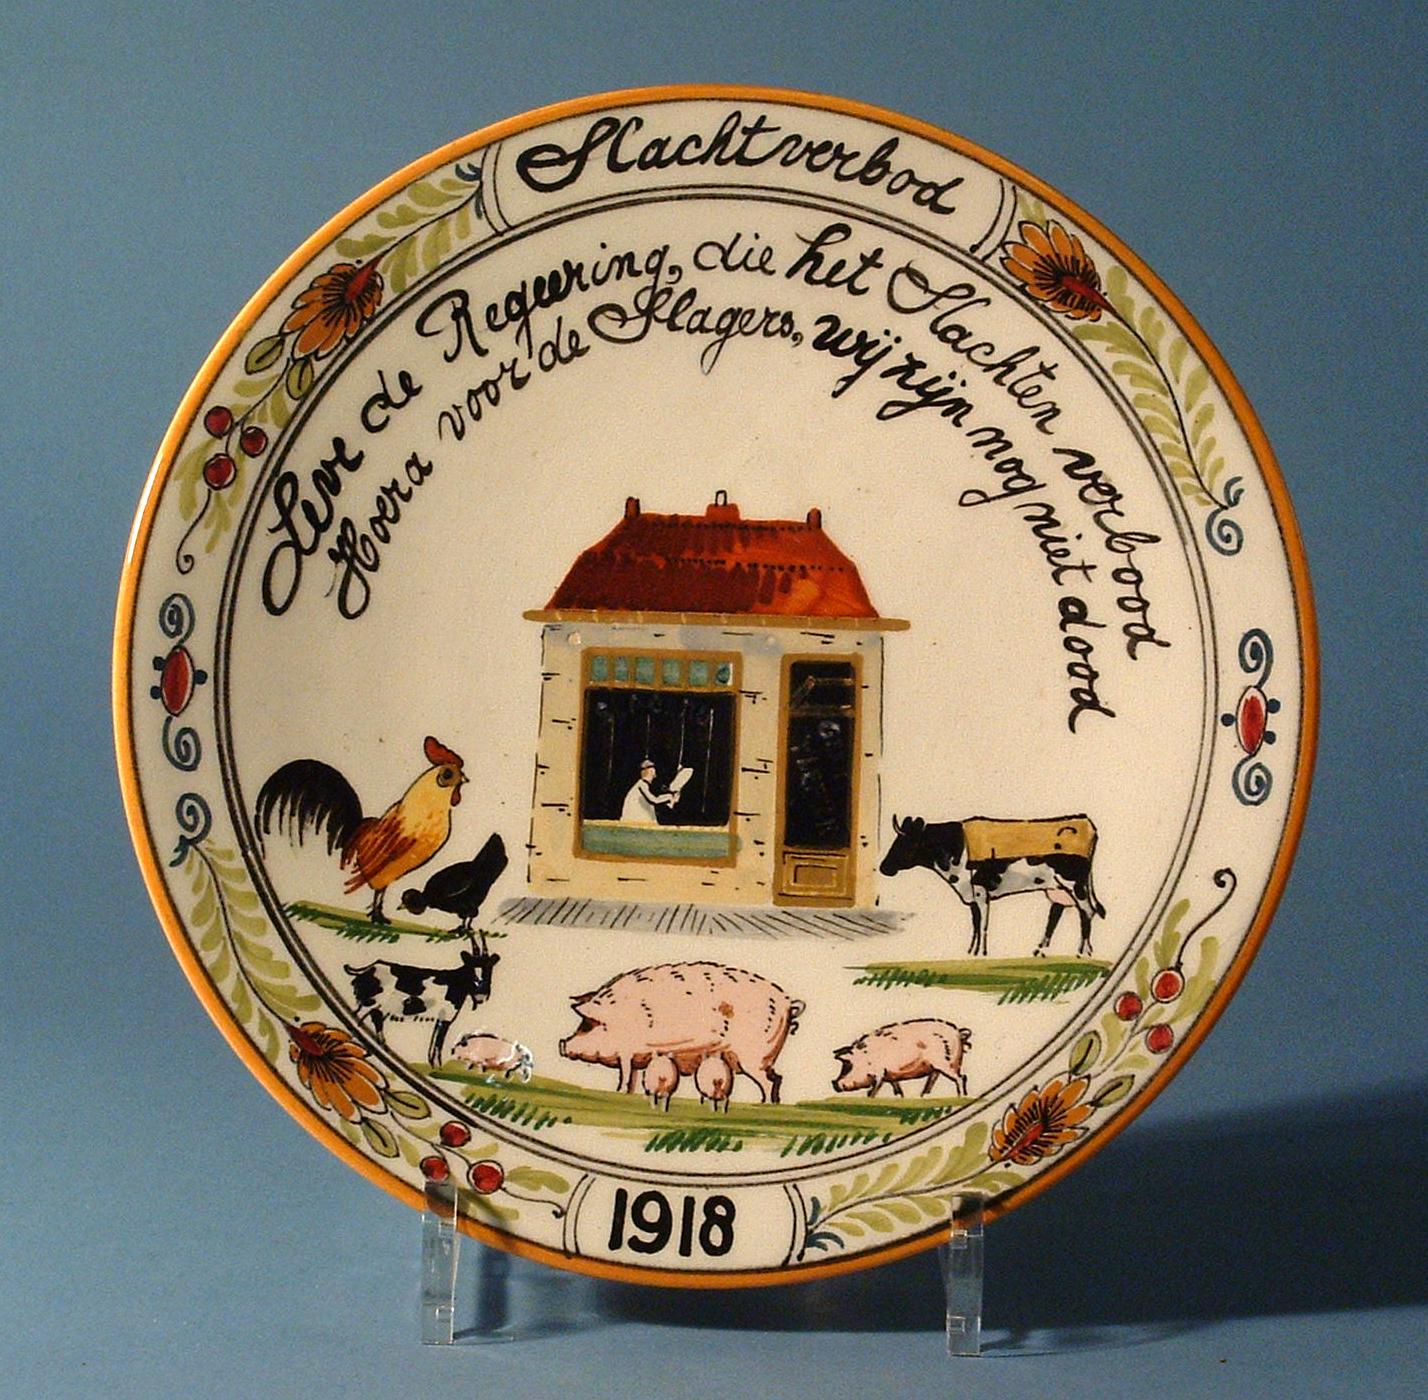 Slachtverbod
Leve de Regeering, die het Slachten verbood
Hoera voor de Slagers, wij zijn nog niet dood
1918